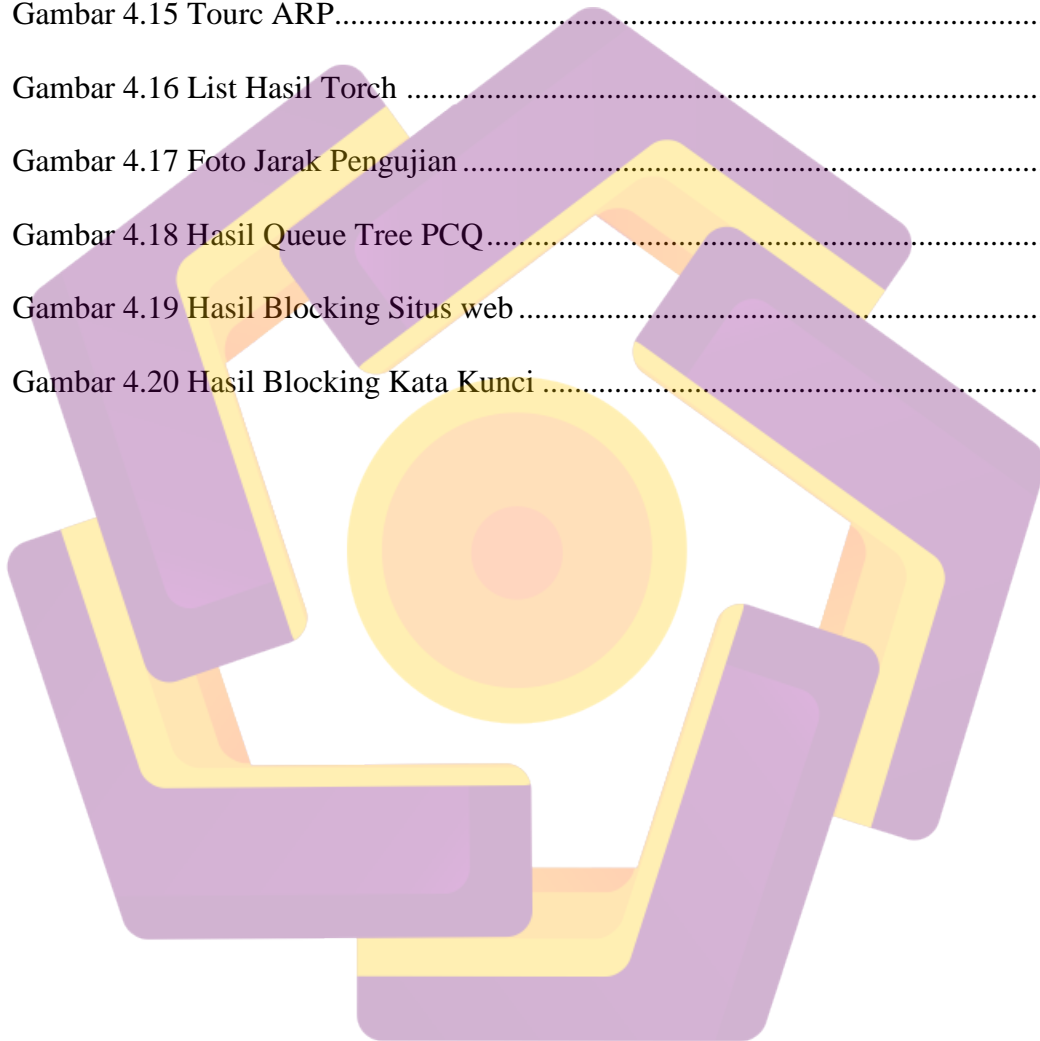 Gambar 4.15 Tourc ARP..........................................................................................
Gambar 4.16 List Hasil Torch ................................................................................
Gambar 4.17 Foto Jarak Pengujian .........................................................................
Gambar 4.18 Hasil Queue Tree PCQ......................................................................
Gambar 4.19 Hasil Blocking Situs web ..................................................................
Gambar 4.20 Hasil Blocking Kata Kunci ...............................................................